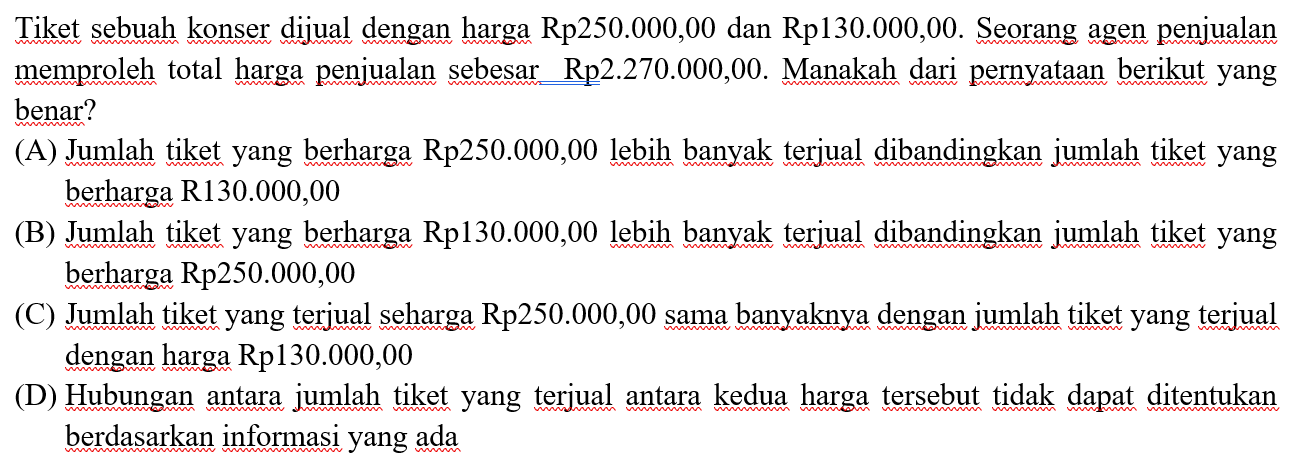 Tiket sebuah konser dijual dengan harga Rp250.000,00 dan Rp130.000,00. Seorang agen penjualan
memproleh total harga penjualan sebesar Rp2.270.000,00. Manakah dari pernyataan berikut yang
benar?
(A) Jumlah tiket yang berharga Rp250.000,00 lebih banyak terjual dibandingkan jumlah tiket yang
berharga R130.000,00
(B) Jumlah tiket yang berharga Rp130.000,00 lebih banyak terjual dibandingkan jumlah tiket yang
berharga Rp250.000,00
(C) Jumlah tiket yang terjual seharga Rp250.000,00 sama banyaknya dengan jumlah tiket yang terjual
dengan harga Rp130.000,00
(D) Hubungan antara jumlah tiket yang terjual antara kedua harga tersebut tidak dapat ditentukan
berdasarkan informasi yang ada